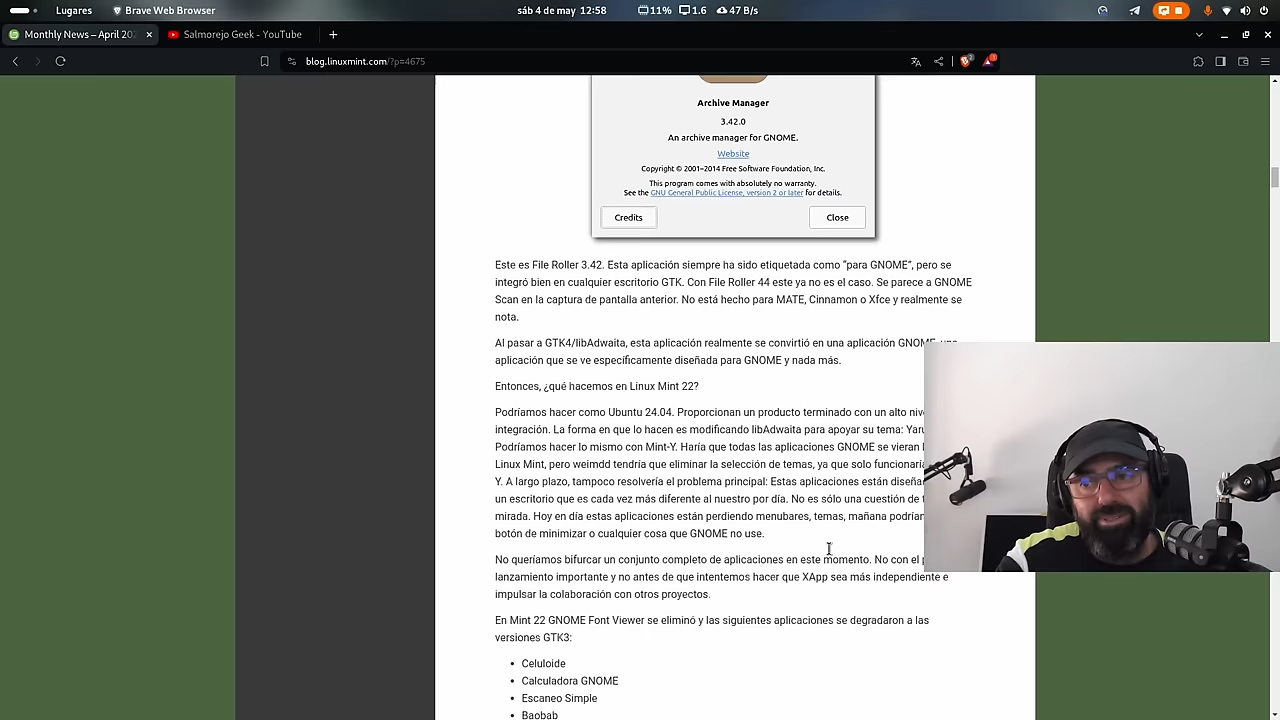 Lugares
Brave Web Browser
sáb 4 de may 12:58
11%
1.6
47 B/s
Monthly News – April 202
Salmorejo Geek - YouTube
blog.linuxmint.com/?p=4675
Archive Manager
3.42.0
An archive manager for GNOME.
Website
Copyright © 2001–2014 Free Software Foundation, Inc.
This program comes with absolutely no warranty.
See the GNU General Public License, version 2 or later for details.
Credits
Close
Este es File Roller 3.42. Esta aplicación siempre ha sido etiquetada como “para GNOME”, pero se
integró bien en cualquier escritorio GTK. Con File Roller 44 este ya no es el caso. Se parece a GNOME
Scan en la captura de pantalla anterior. No está hecho para MATE, Cinnamon o Xfce y realmente se
nota.
Al pasar a GTK4/libAdwaita, esta aplicación realmente se convirtió en una aplicación GNOME, una
aplicación que se ve específicamente diseñada para GNOME y nada más.
Entonces, ¿qué hacemos en Linux Mint 22?
Podríamos hacer como Ubuntu 24.04. Proporcionan un producto terminado con un alto
integración. La forma en que lo hacen es modificando libAdwaita para apoyar su tema:
Podríamos hacer lo mismo con Mint-Y. Haría que todas las aplicaciones GNOME se vieran
Linux Mint, pero weimdd tendría que eliminar la selección de temas, ya que solo
Y. A largo plazo, tampoco resolvería el problema principal: Estas aplicaciones están
un escritorio que es cada vez más diferente al nuestro por día. No es sólo una cuestión de
mirada. Hoy en día estas aplicaciones están perdiendo menubares, temas, mañana
botón de minimizar o cualquier cosa que GNOME no use.
No queríamos bifurcar un conjunto completo de aplicaciones en este momento. No con el
lanzamiento importante y no antes de que intentemos hacer que XApp sea más independiente e
impulsar la colaboración con otros proyectos.
En Mint 22 GNOME Font Viewer se eliminó y las siguientes aplicaciones se degradaron a las
versiones GTK3:
• Celuloide
• Calculadora GNOME
• Escaneo Simple
• Baobab